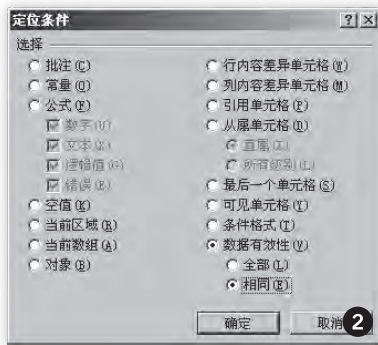 定位条件
选择
批注(C)
常量(O)
公式(F)
数字(U)
文本(X)
逻辑值(G)
错误(E)
空值(K)
当前区域(R)
当前数组(A)
对象(B)
行内容差异单元格(W)
列内容差异单元格(M)
引用单元格(P)
从属单元格(D)
直属(I)
所有级别(L)
最后一个单元格(S)
可见单元格(Y)
条件格式(T)
数据有效性(V)
全部(L)
相同(E)
确定
取消
2